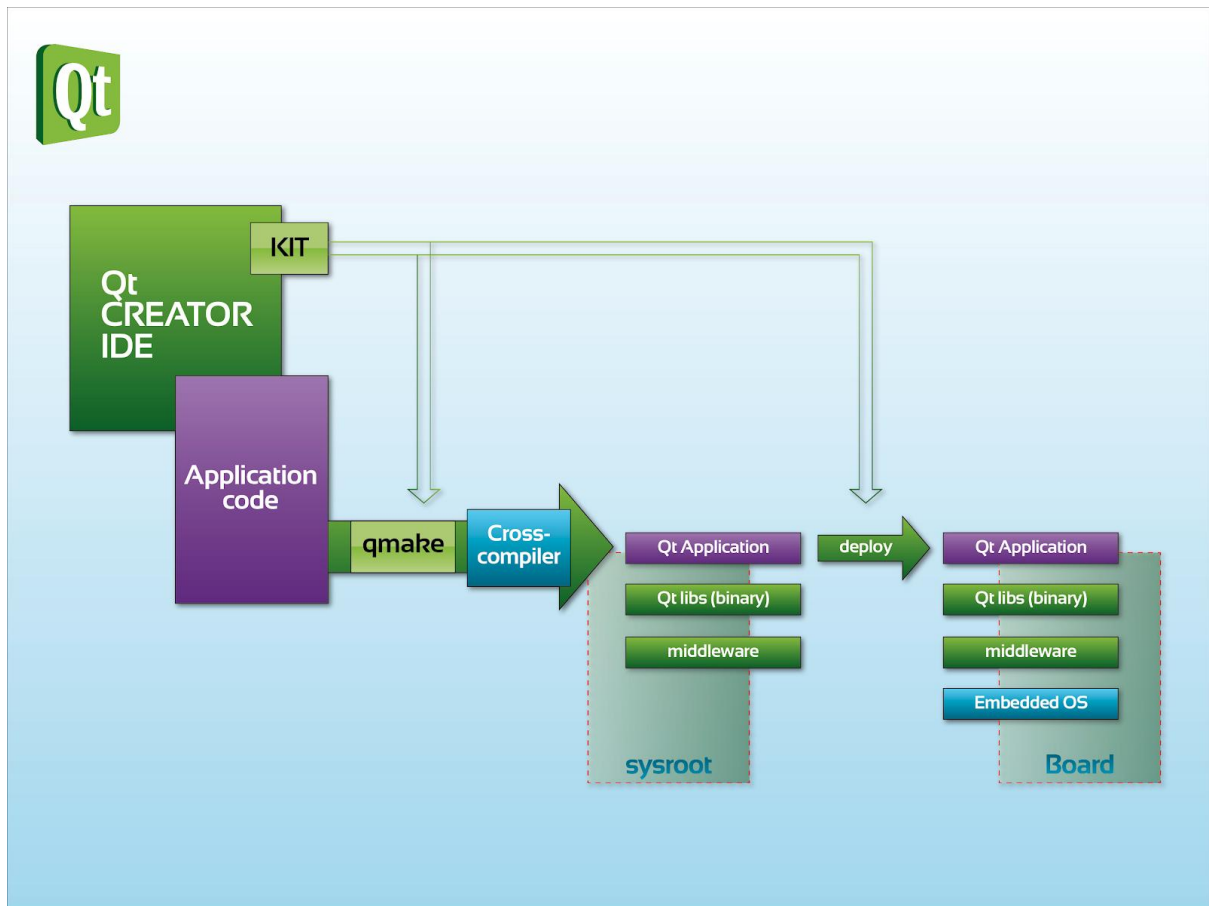 Qt
KIT
Qt
CREATOR
IDE
Application
code
qmake
Cross-
compiler
Qt Application
Qt libs (binary)
middleware
sysroot
deploy
Qt Application
Qt libs (binary)
middleware
Embedded OS
Board